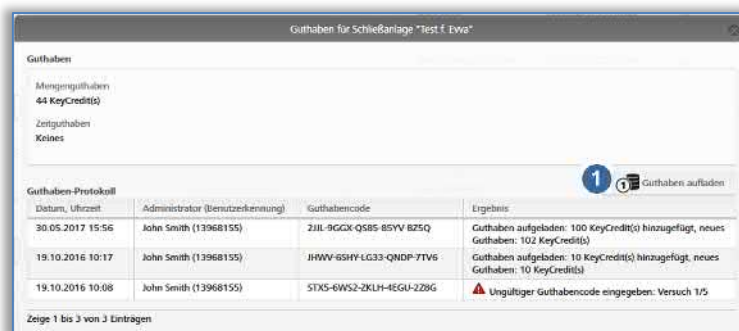 Guthaben für Schließanlage "Test f. Evva"
Guthaben
Mengenguthaben
44 KeyCredit(s)
Zeitguthaben
Keines
1
1 Guthaben aufladen
Guthaben-Protokoll
Datum, Uhrzeit Administrator (Benutzerkennung) Guthabencode Ergebnis
30.05.2017 15:56 John Smith (13968155) 2JJL-9GGX-QS85-85YV-BZ5Q Guthaben aufgeladen: 100 KeyCredit(s) hinzugefügt, neues
Guthaben: 102 KeyCredit(s)
19.10.2016 10:17 John Smith (13968155) JHWV-6SHY-LG33-QNDP-7TV6 Guthaben aufgeladen: 10 KeyCredit(s) hinzugefügt, neues
Guthaben: 10 KeyCredit(s)
19.10.2016 10:08 John Smith (13968155) STX5-6WS2-ZKLH-4EGU-2Z8G Ungültiger Guthabencode eingegeben: Versuch 1/5
Zeige 1 bis 3 von 3 Einträgen